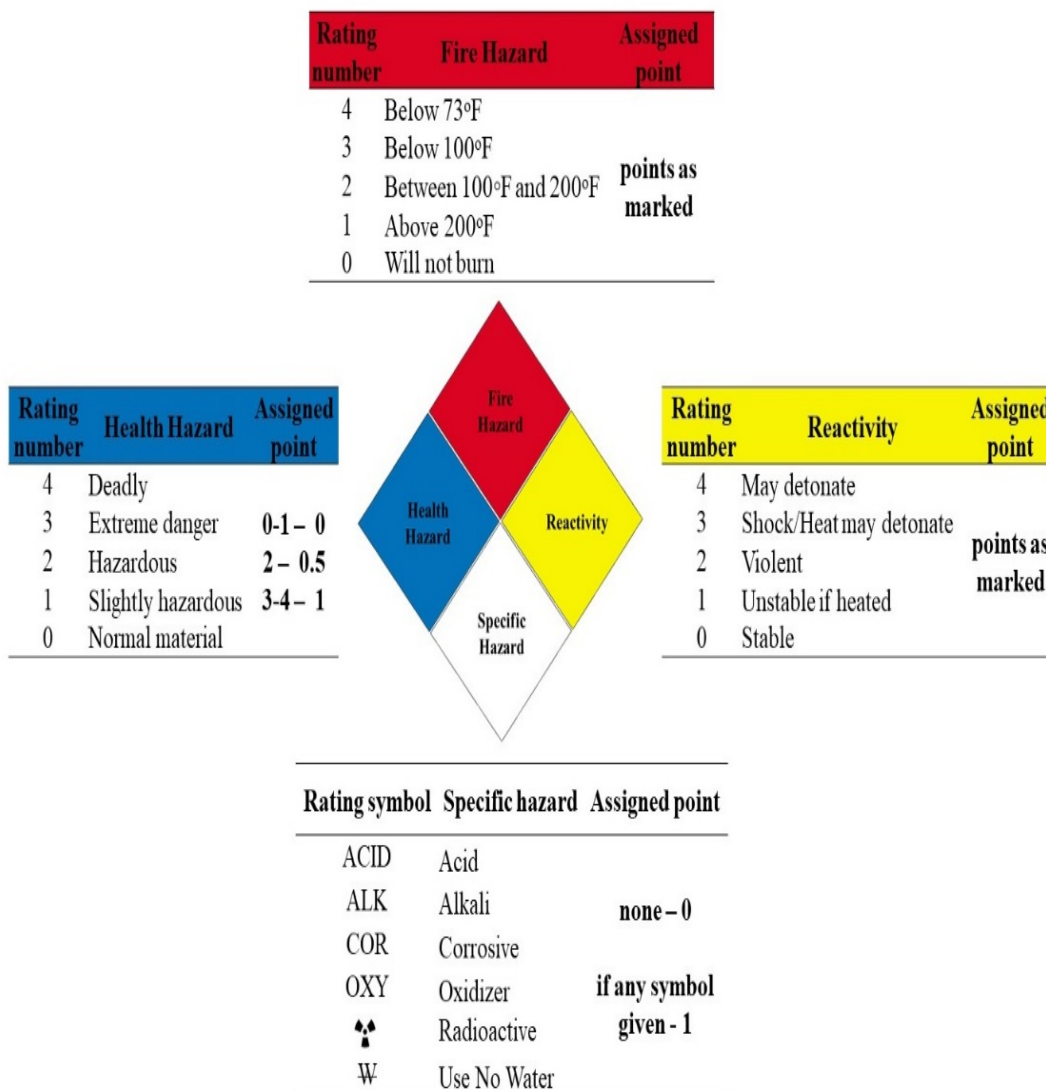 Rating number Fire Hazard Assigned point
4 Below 73ºF
3 Below 100ºF
2 Between 100◦F and 200ºF
1 Above 200ºF
0 Will not burn
points as marked
Fire Hazard
Health Hazard
Reactivity
Specific Hazard
Rating number Health Hazard Assigned point
4 Deadly
3 Extreme danger 0-1 – 0
2 Hazardous 2 – 0.5
1 Slightly hazardous 3-4 – 1
0 Normal material
Rating number Reactivity Assigned point
4 May detonate
3 Shock/Heat may detonate
2 Violent
1 Unstable if heated
0 Stable
points as marked
Rating symbol Specific hazard Assigned point
ACID Acid
ALK Alkali
COR Corrosive
OXY Oxidizer
Radioactive
W Use No Water
none – 0
if any symbol given - 1